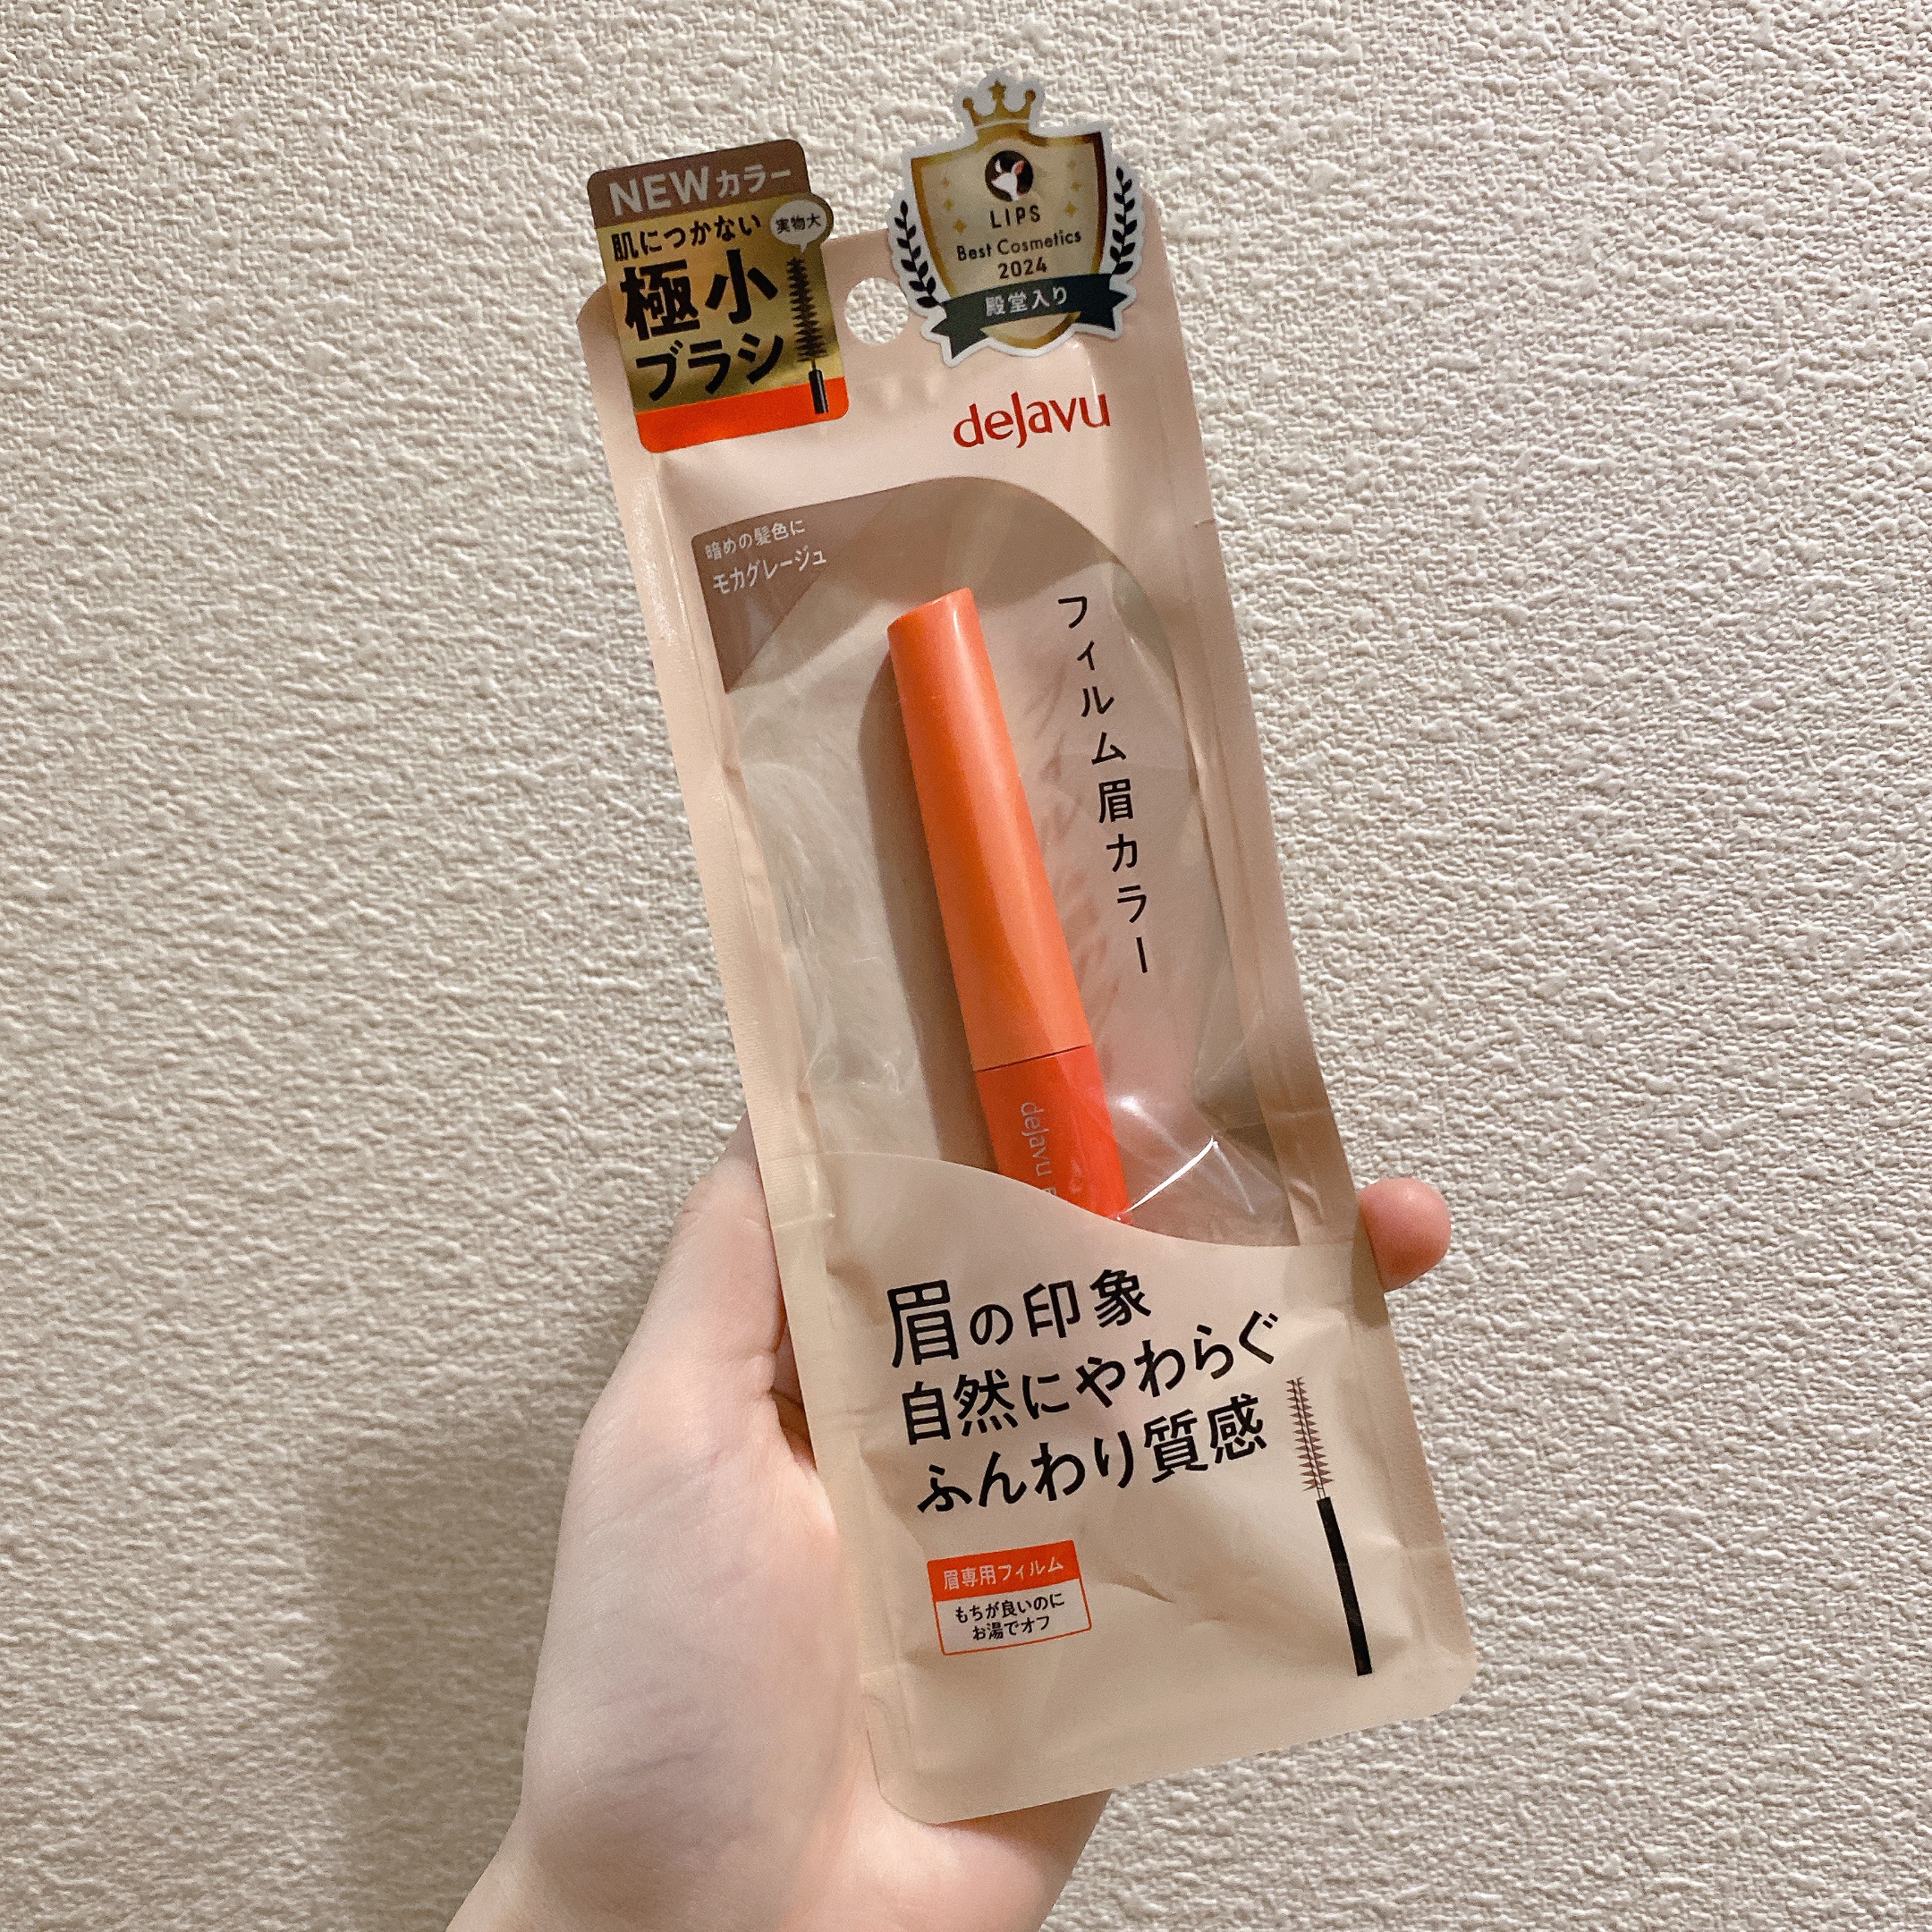 NEWカラー
肌につかない
実物大
極小
ブラシ
LIPS
Best Cosmetics
2024
殿堂入り
dejavu
暗めの髪色に
モカグレージュ
フィルム眉カラー
dejavu
眉の印象
自然にやわらぐ
ふんわり質感
眉専用フィルム
もちが良いのに
お湯でオフ